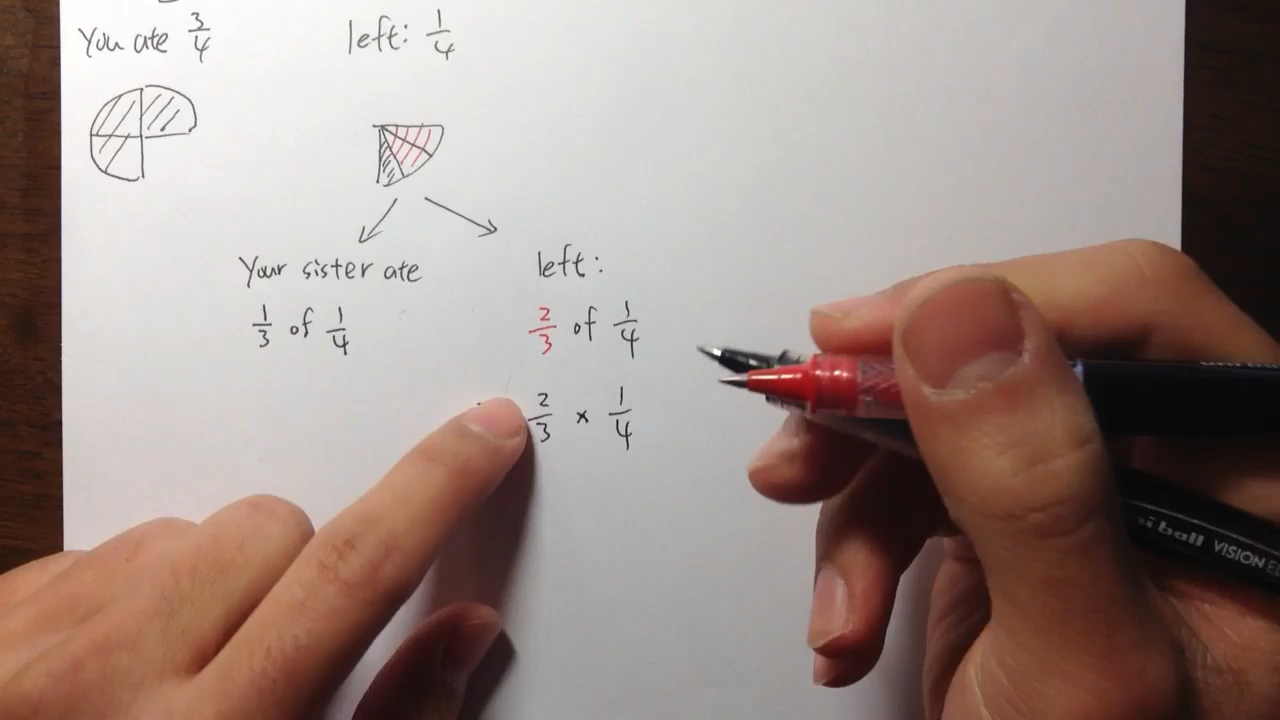 You ate 3/4
left: 1/4
Your sister ate
1/3 of 1/4
left:
2/3 of 1/4
2/3 × 1/4
ball VISION